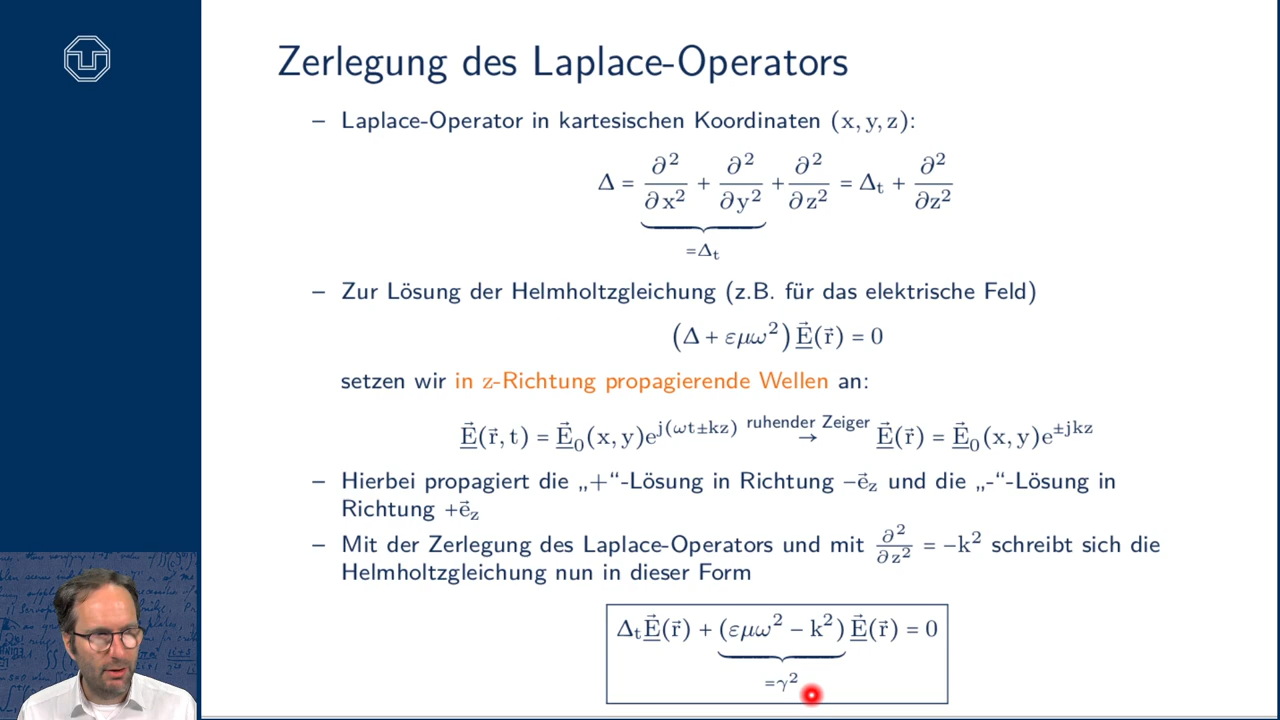 Zerlegung des Laplace-Operators
– Laplace-Operator in kartesischen Koordinaten (x, y, z):
Δ = ∂²/∂x² + ∂²/∂y² + ∂²/∂z² = Δₜ + ∂²/∂z²
=Δₜ
– Zur Lösung der Helmholtzgleichung (z.B. für das elektrische Feld)
(Δ + εμω²) E⃗(r⃗) = 0
setzen wir in z-Richtung propagierende Wellen an:
E⃗(r⃗, t) = E⃗₀(x, y)e^{j(ωt±kz)} ruhender Zeiger → E⃗(r⃗) = E⃗₀(x, y)e^{±jkz}
– Hierbei propagiert die „+“-Lösung in Richtung −e⃗_z und die „-“-Lösung in
Richtung +e⃗_z
– Mit der Zerlegung des Laplace-Operators und mit ∂²/∂z² = −k² schreibt sich die
Helmholtzgleichung nun in dieser Form
ΔₜE⃗(r⃗) + (εμω² − k²) E⃗(r⃗) = 0
=γ²